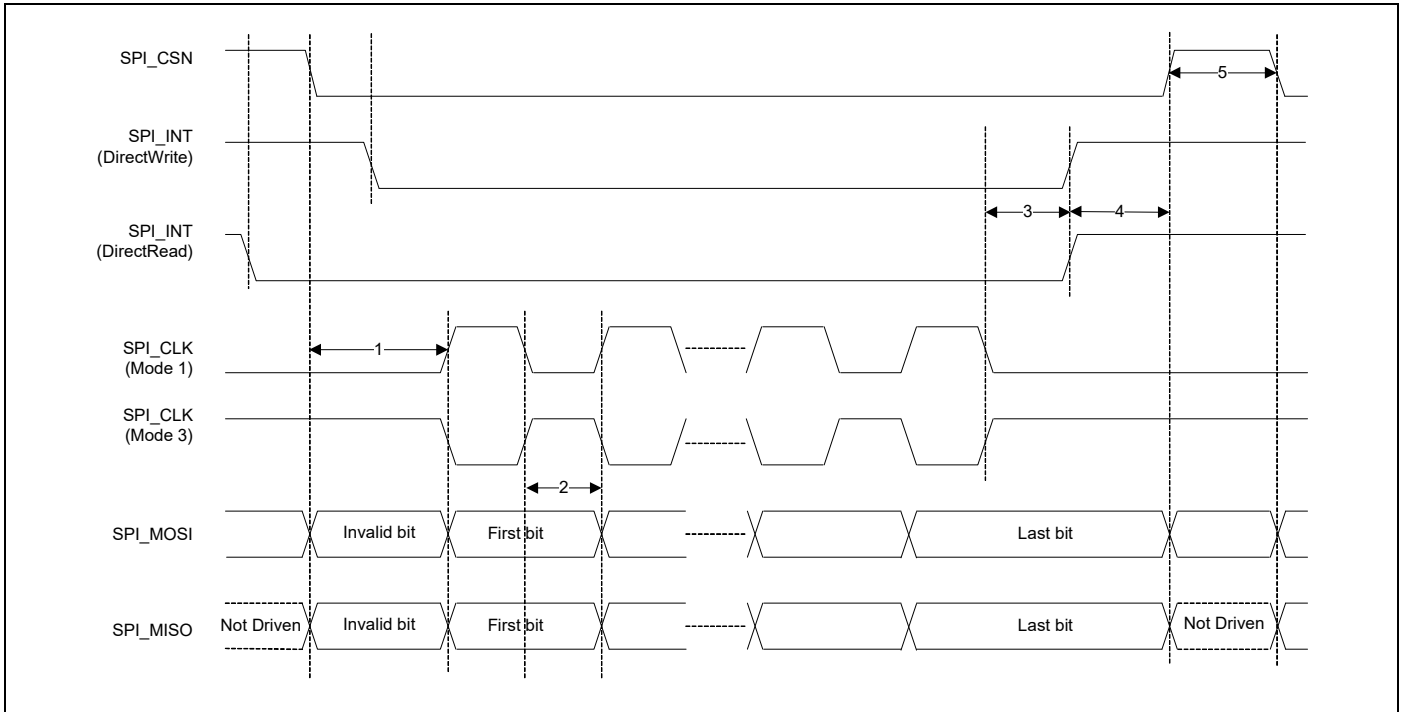 SPI_CSN
5
SPI_INT
(DirectWrite)
3
4
SPI_INT
(DirectRead)
SPI_CLK
(Mode 1)
1
SPI_CLK
(Mode 3)
2
SPI_MOSI
Invalid bit
First bit
Last bit
SPI_MISO
Not Driven
Invalid bit
First bit
Last bit
Not Driven